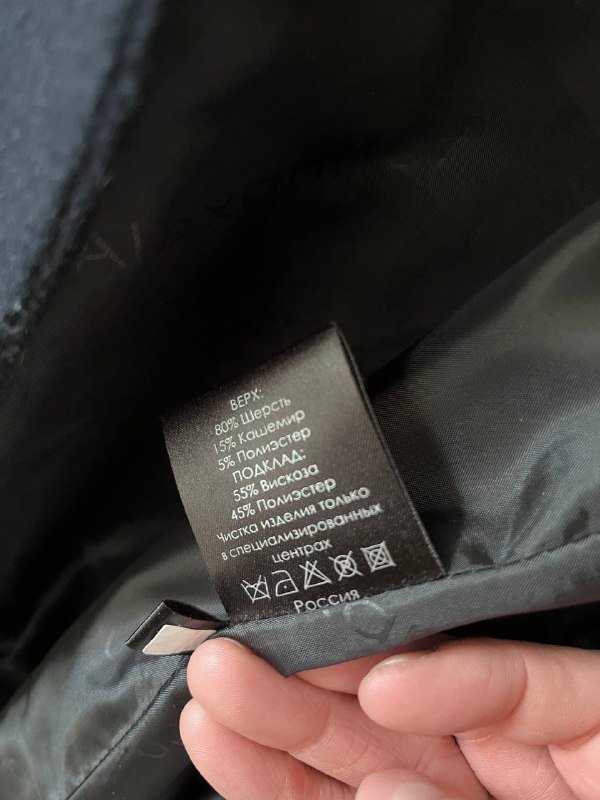 ВЕРХ:
80% Шерсть
15% Кашемир
5% Полиэстер
ПОДКЛАД:
55% Вискоза
45% Полиэстер
Чистка изделия только
в специализированных
центрах
Россия